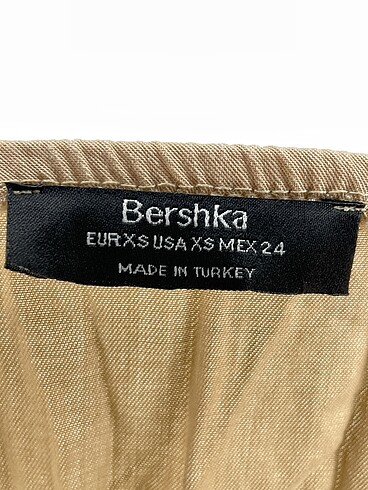 Bershka
EUR XS USA XS MEX 24
MADE IN TURKEY